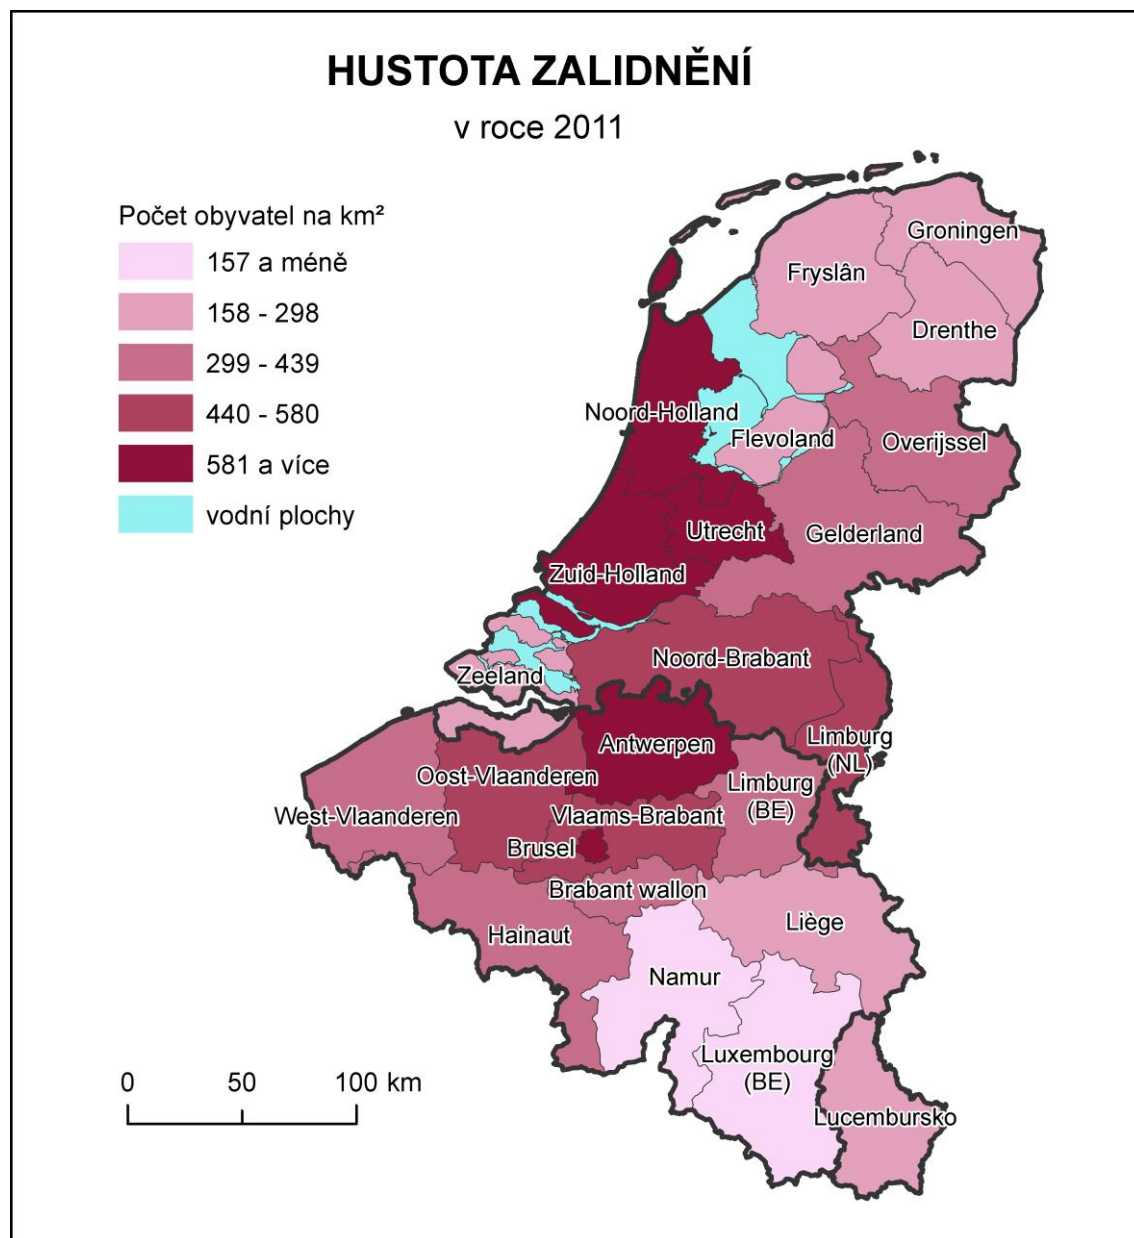 HUSTOTA ZALIDNĚNÍ
v roce 2011
Počet obyvatel na km²
157 a méně
158 - 298
299 - 439
440 - 580
581 a více
vodní plochy
Groningen
Fryslân
Drenthe
Noord-Holland
Flevoland
Overijssel
Utrecht
Gelderland
Zuid-Holland
Noord-Brabant
Zeeland
Antwerpen
Limburg
(NL)
Oost-Vlaanderen
Limburg
(BE)
West-Vlaanderen
Vlaams-Brabant
Brusel
Brabant wallon
Hainaut
Liège
Namur
Luxembourg
(BE)
Lucembursko
0 50 100 km